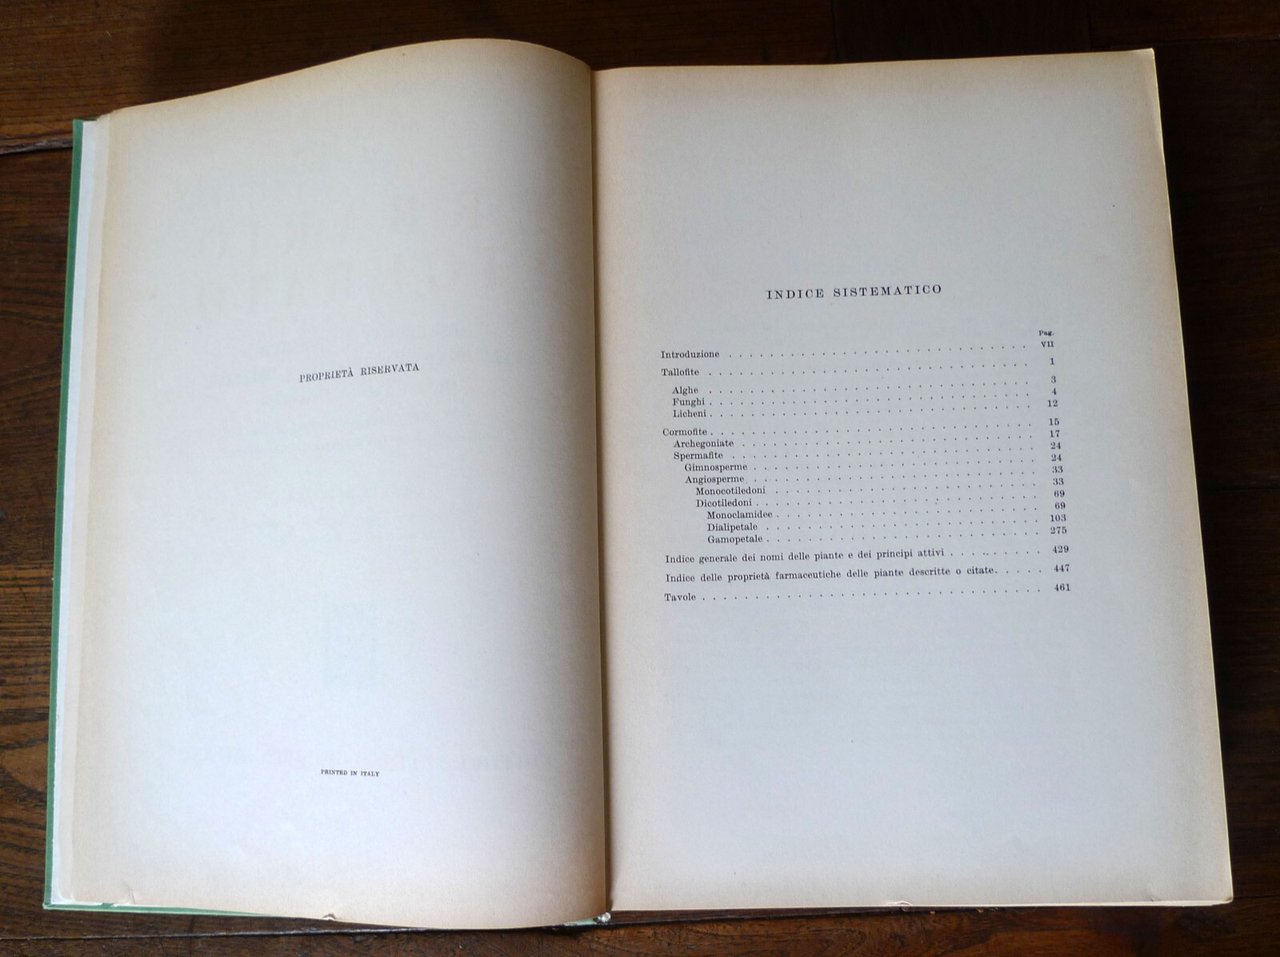 PROPRIETÀ RISERVATA
PRINTED IN ITALY
INDICE SISTEMATICO
Pag.
Introduzione . . . . . . . . . . . . . . . . . . . . . . . . . . VII
Tallofite . . . . . . . . . . . . . . . . . . . . . . . . . . . . 1
Alghe . . . . . . . . . . . . . . . . . . . . . . . . . . . . 3
Funghi . . . . . . . . . . . . . . . . . . . . . . . . . . . . 4
Licheni . . . . . . . . . . . . . . . . . . . . . . . . . . . . 12
Cormofite . . . . . . . . . . . . . . . . . . . . . . . . . . . . 15
Archegoniate . . . . . . . . . . . . . . . . . . . . . . . . . 17
Spermafite . . . . . . . . . . . . . . . . . . . . . . . . . . 24
Gimnosperme . . . . . . . . . . . . . . . . . . . . . . . . 24
Angiosperme . . . . . . . . . . . . . . . . . . . . . . . . 33
Monocotiledoni . . . . . . . . . . . . . . . . . . . . . . 33
Dicotiledoni . . . . . . . . . . . . . . . . . . . . . . . . 69
Monoclamidee . . . . . . . . . . . . . . . . . . . . . . 69
Dialipetale . . . . . . . . . . . . . . . . . . . . . . . 103
Gamopetale . . . . . . . . . . . . . . . . . . . . . . . 275
Indice generale dei nomi delle piante e dei principi attivi . . . . . . . . 429
Indice delle proprietà farmaceutiche delle piante descritte o citate . . . . . 447
Tavole . . . . . . . . . . . . . . . . . . . . . . . . . . . . . 461